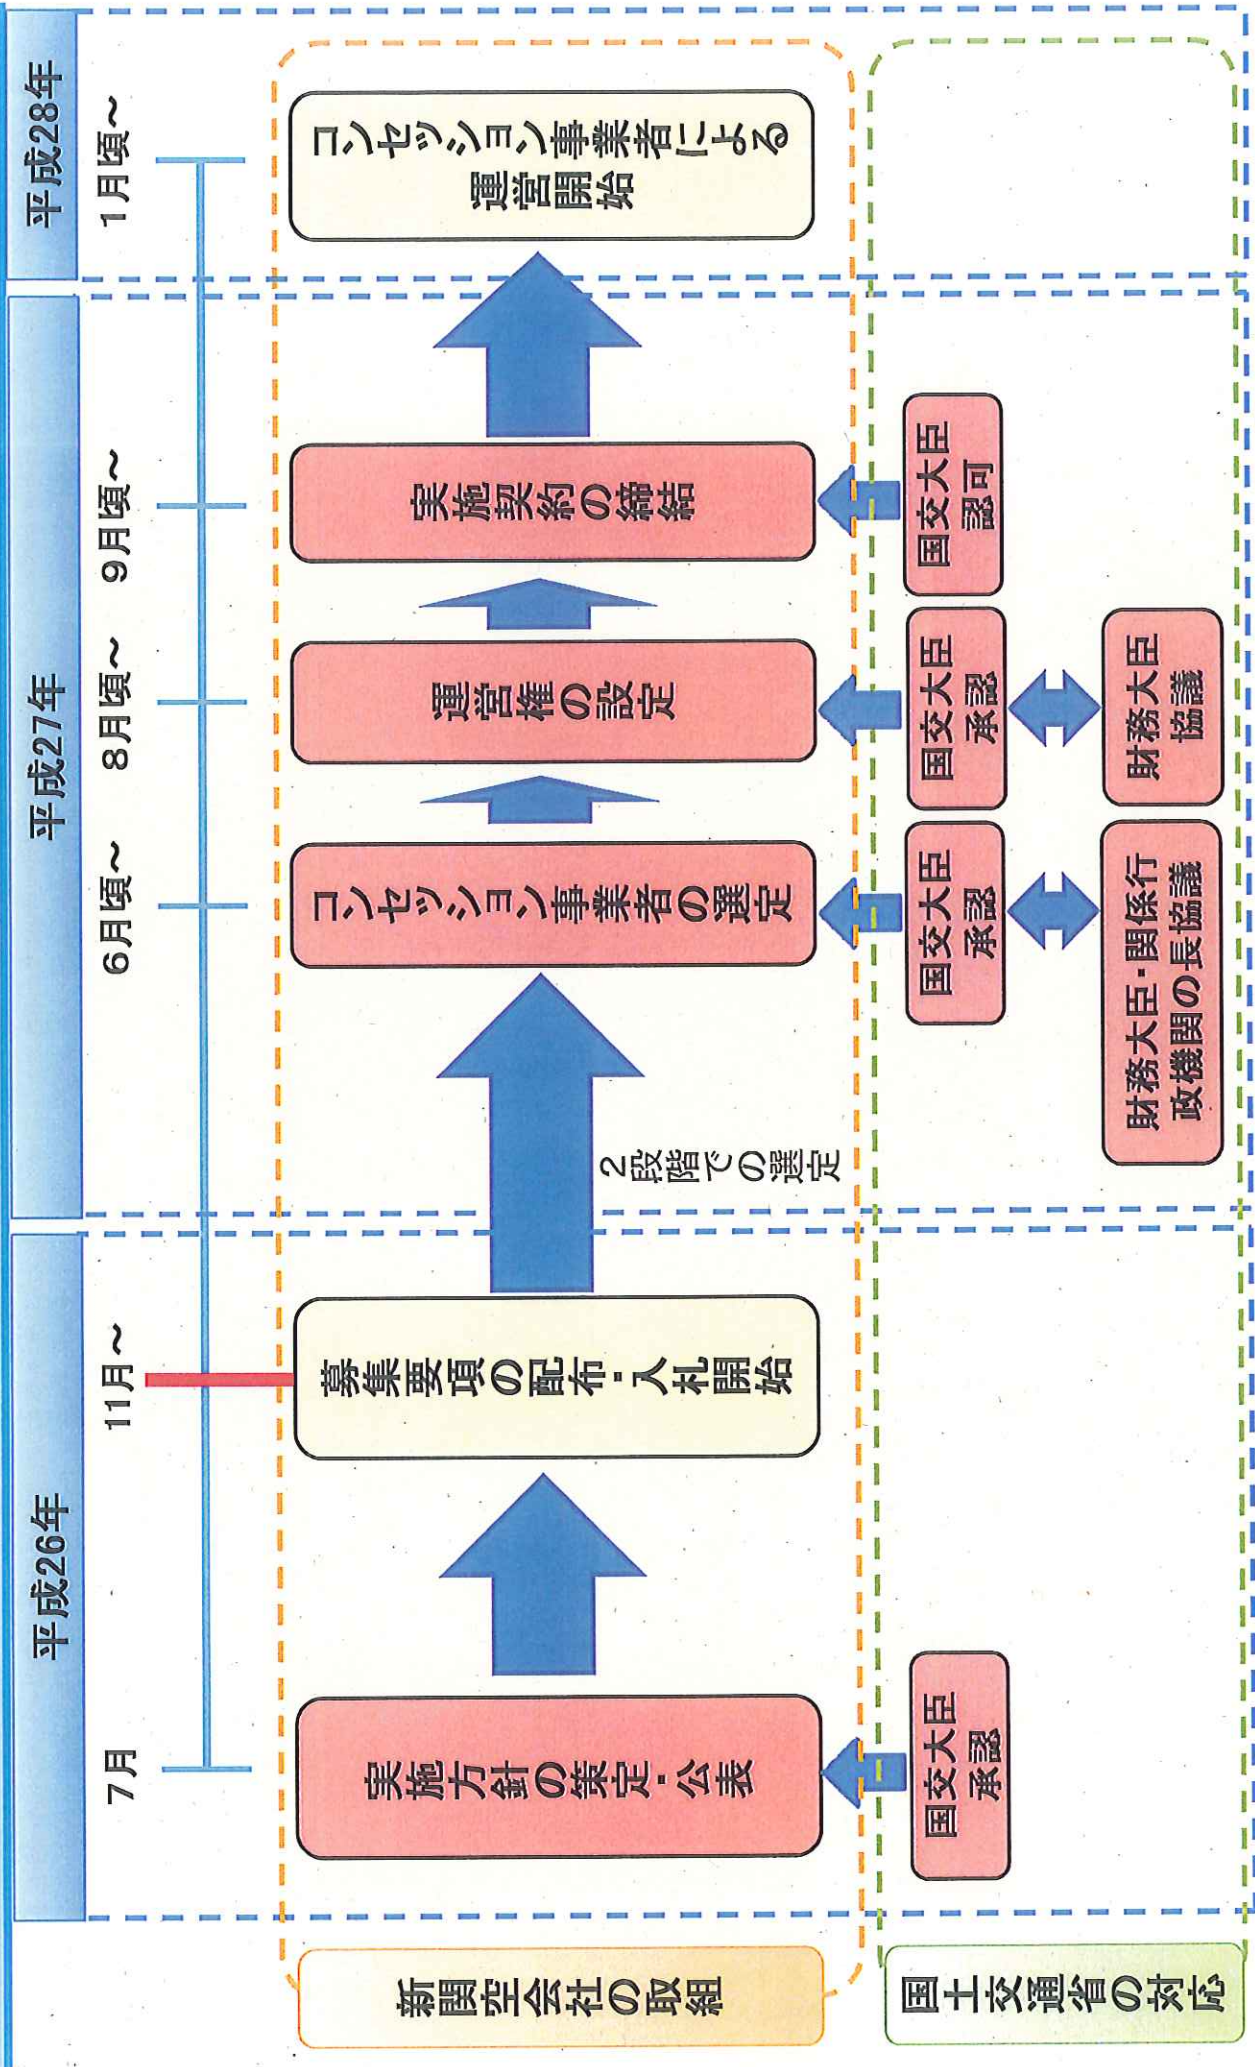 平成26年
平成27年
平成28年
7月
11月～
6月頃～
8月頃～
9月頃～
1月頃～
新関空会社の取組
実施方針の策定・公表
募集要項の配布・入札開始
2段階での選定
コンセッション事業者の選定
運営権の設定
実施契約の締結
コンセッション事業者による
運営開始
国土交通省の対応
国交大臣
承認
国交大臣
承認
国交大臣
承認
国交大臣
認可
財務大臣・関係行
政機関の長協議
財務大臣
協議